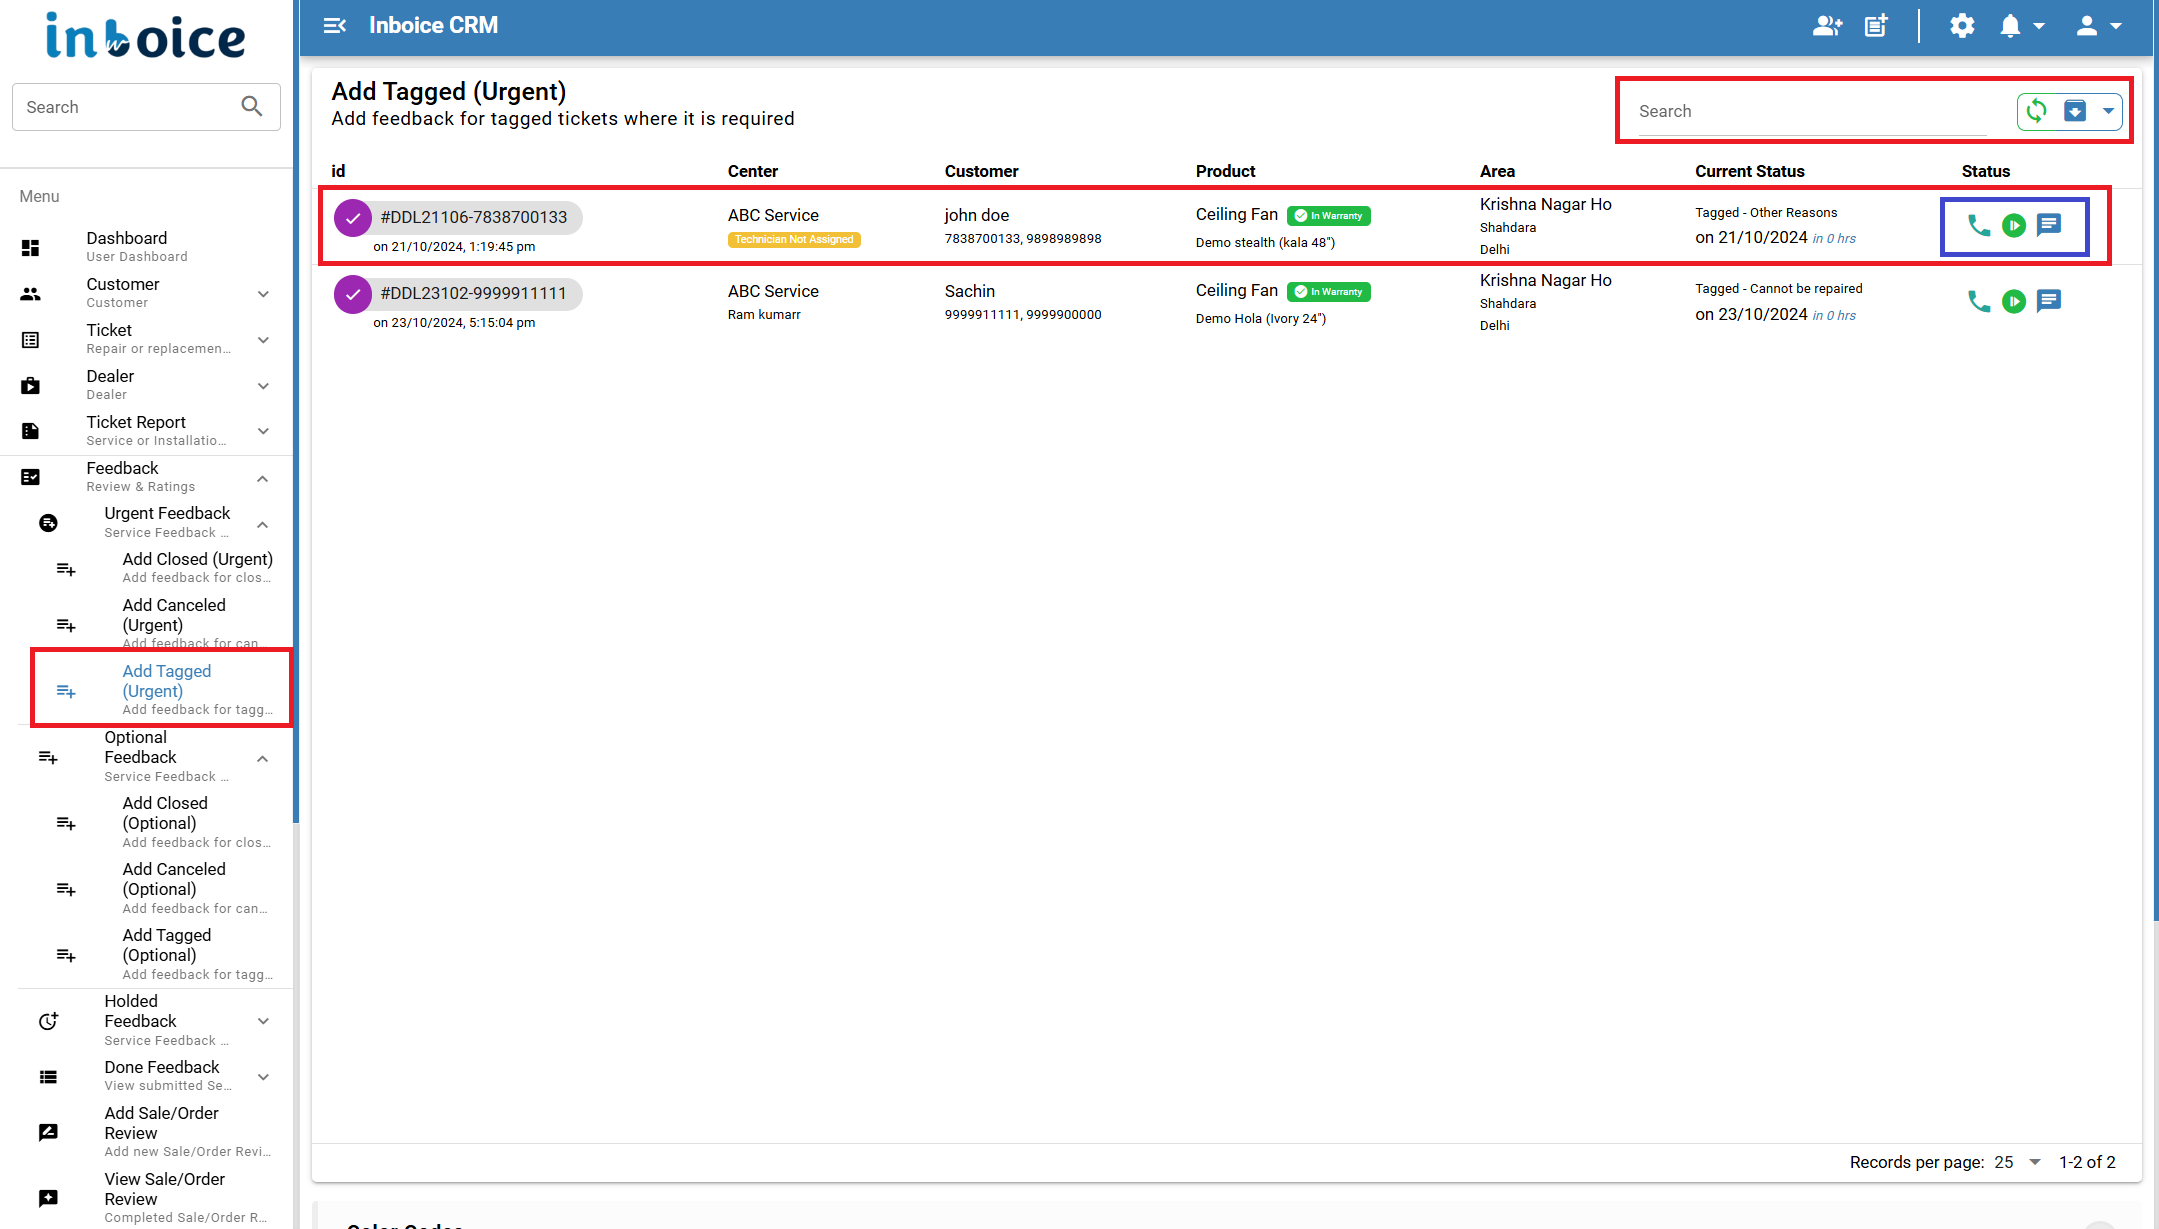 inboice
Search
Menu
Dashboard
User Dashboard
Customer
Customer
Ticket
Repair or replacemen...
Dealer
Dealer
Ticket Report
Service or Installatio...
Feedback
Review & Ratings
Urgent Feedback
Service Feedback ...
Add Closed (Urgent)
Add feedback for clos...
Add Canceled
(Urgent)
Add feedback for can...
Add Tagged
(Urgent)
Add feedback for tagg...
Optional
Feedback
Service Feedback ...
Add Closed
(Optional)
Add feedback for clos...
Add Canceled
(Optional)
Add feedback for can...
Add Tagged
(Optional)
Add feedback for tagg...
Holded
Feedback
Service Feedback ...
Done Feedback
View submitted Se...
Add Sale/Order
Review
Add new Sale/Order Revi...
View Sale/Order
Review
Completed Sale/Order R...
Inboice CRM
Add Tagged (Urgent)
Add feedback for tagged tickets where it is required
Search
id Center Customer Product Area Current Status Status
#DDL21106-7838700133
on 21/10/2024, 1:19:45 pm
ABC Service
Technician Not Assigned
john doe
7838700133, 9898989898
Ceiling Fan In Warranty
Demo stealth (kala 48")
Krishna Nagar Ho
Shahdara
Delhi
Tagged - Other Reasons
on 21/10/2024 in 0 hrs
#DDL23102-9999911111
on 23/10/2024, 5:15:04 pm
ABC Service
Ram kumarr
Sachin
9999911111, 9999900000
Ceiling Fan In Warranty
Demo Hola (Ivory 24")
Krishna Nagar Ho
Shahdara
Delhi
Tagged - Cannot be repaired
on 23/10/2024 in 0 hrs
Records per page: 25 1-2 of 2
Color Codes